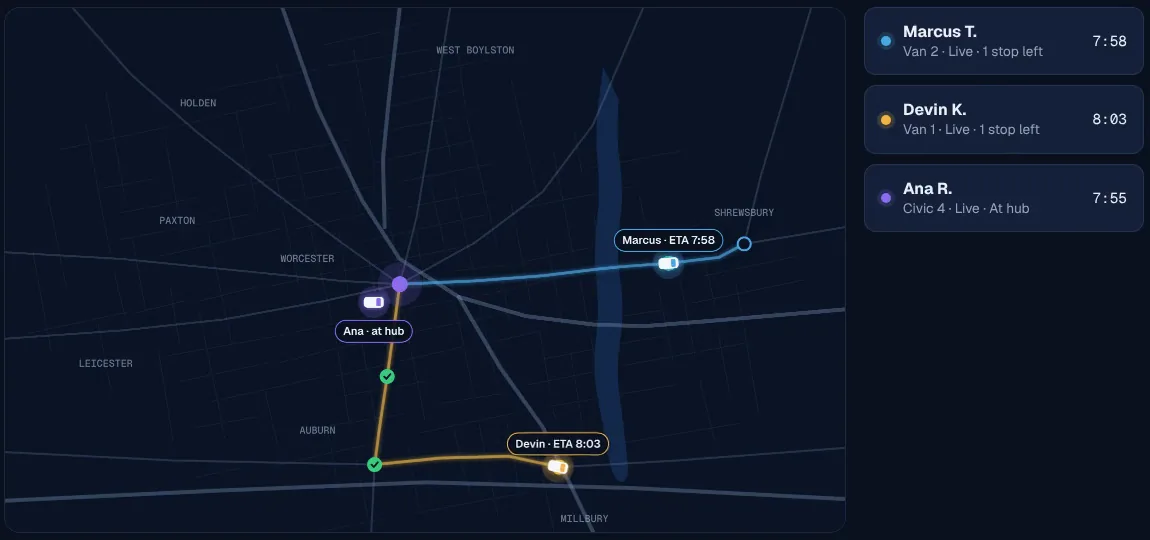 WEST BOYLSTON
HOLDEN
PAXTON
SHREWSBURY
Marcus · ETA 7:58
WORCESTER
Ana · at hub
LEICESTER
AUBURN
Devin · ETA 8:03
MILLBURY
Marcus T.
Van 2 · Live · 1 stop left
7:58
Devin K.
Van 1 · Live · 1 stop left
8:03
Ana R.
Civic 4 · Live · At hub
7:55